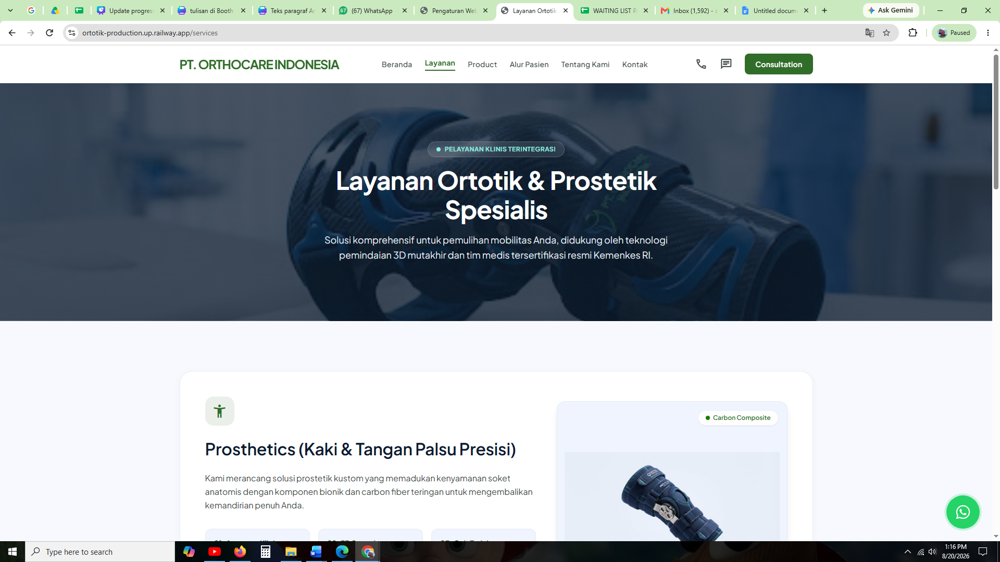 Update progres
tulisan di Booth
Teks paragraf An
67
(67) WhatsApp
Pengaturan Web
Layanan Ortotik
WAITING LIST P
Inbox (1,592) - s
Untitled docum
Ask Gemini
ortotik-production.up.railway.app/services
Paused
PT. ORTHOCARE INDONESIA
Beranda
Layanan
Product
Alur Pasien
Tentang Kami
Kontak
Consultation
PELAYANAN KLINIS TERINTEGRASI
Layanan Ortotik & Prostetik
Spesialis
Solusi komprehensif untuk pemulihan mobilitas Anda, didukung oleh teknologi
pemindaian 3D mutakhir dan tim medis tersertifikasi resmi Kemenkes RI.
Carbon Composite
Prosthetics (Kaki & Tangan Palsu Presisi)
Kami merancang solusi prostetik kustom yang memadukan kenyamanan soket
anatomis dengan komponen bionik dan carbon fiber teringan untuk mengembalikan
kemandirian penuh Anda.
Type here to search
1:16 PM
8/20/2026